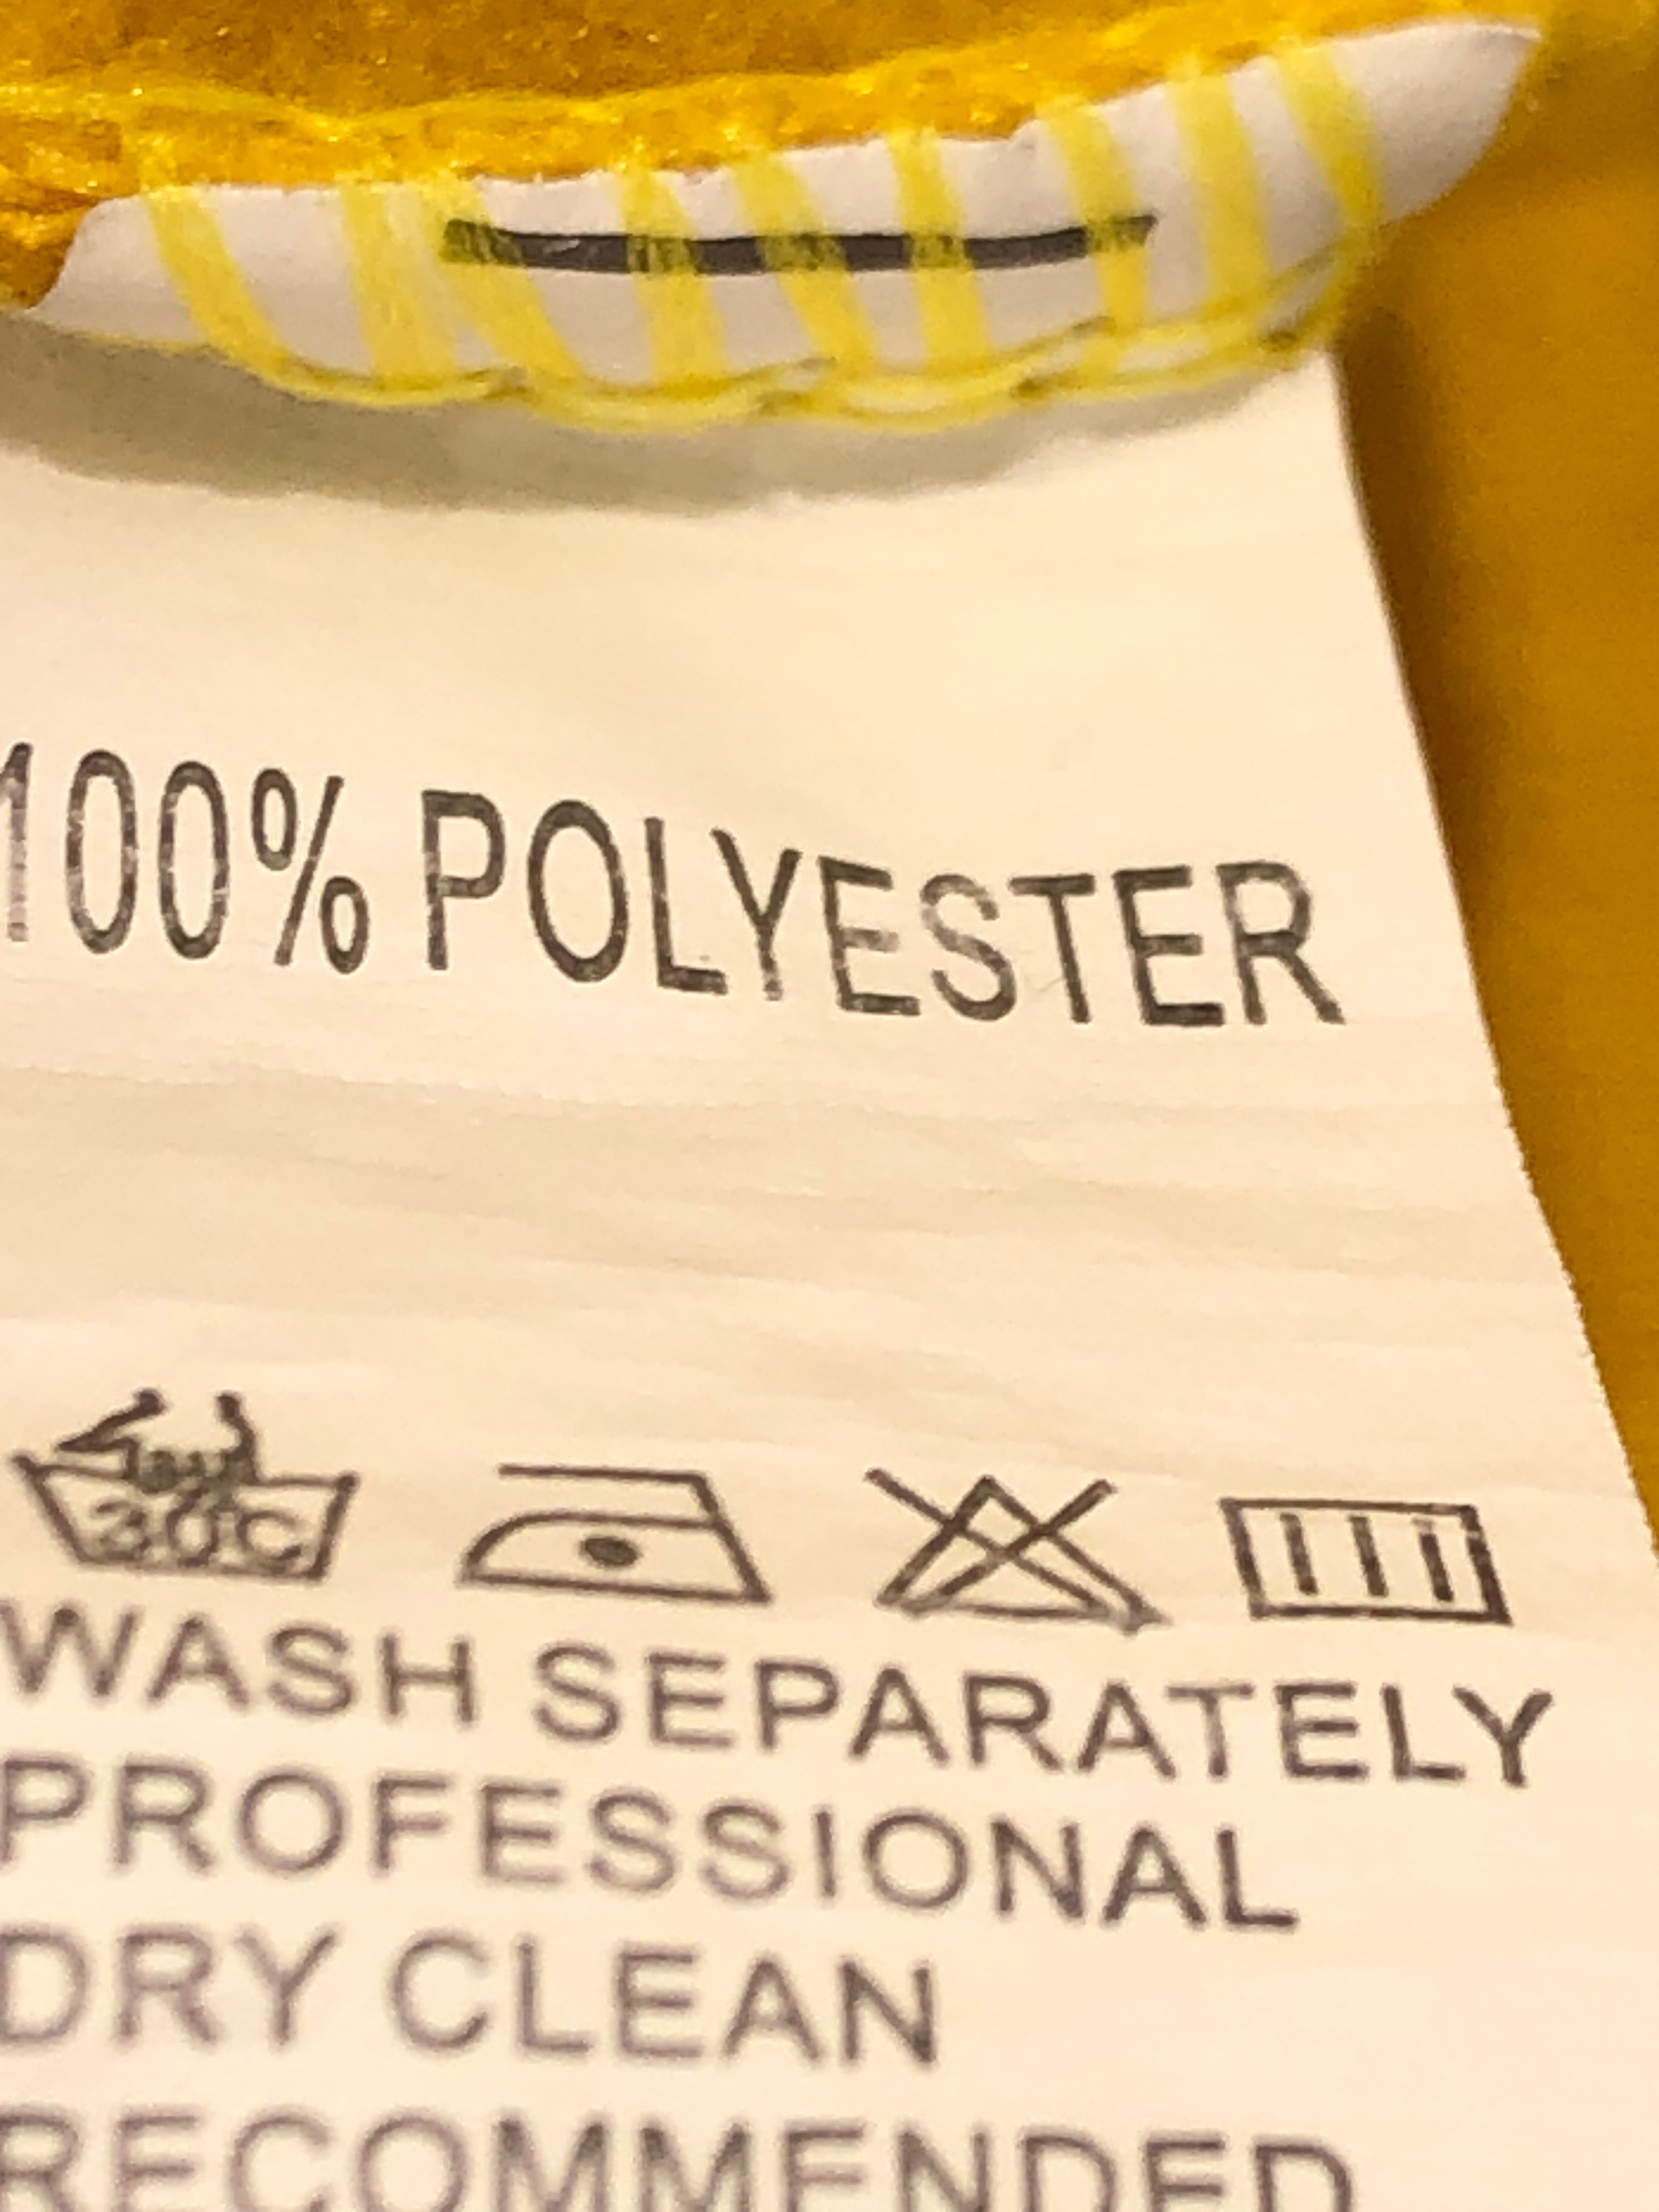 100% POLYESTER
30°C
WASH SEPARATELY
PROFESSIONAL
DRY CLEAN
RECOMMENDED